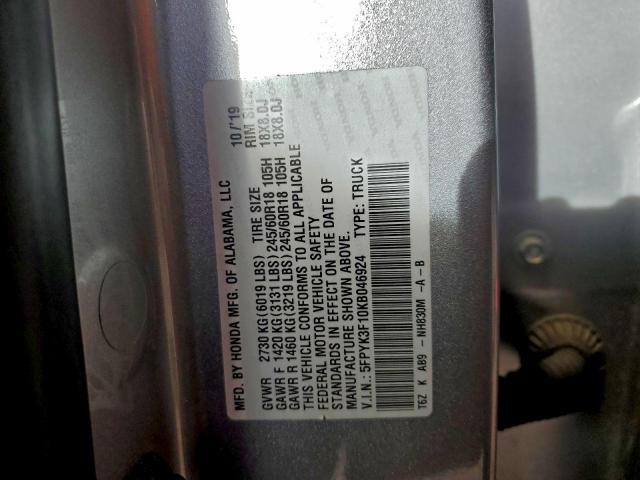 MFD. BY HONDA MFG. OF ALABAMA, LLC 10/'19
TIRE SIZE RIM SIZE
GVWR 2730 KG (6019 LBS)
GAWR F 1420 KG (3131 LBS) 245/60R18 105H 18X8.0J
GAWR R 1460 KG (3219 LBS) 245/60R18 105H 18X8.0J
THIS VEHICLE CONFORMS TO ALL APPLICABLE
FEDERAL MOTOR VEHICLE SAFETY
STANDARDS IN EFFECT ON THE DATE OF
MANUFACTURE SHOWN ABOVE.
V.I.N.: 5FPYK3F10KB046924 TYPE: TRUCK
T6Z K AB9 - NH830M -A -B